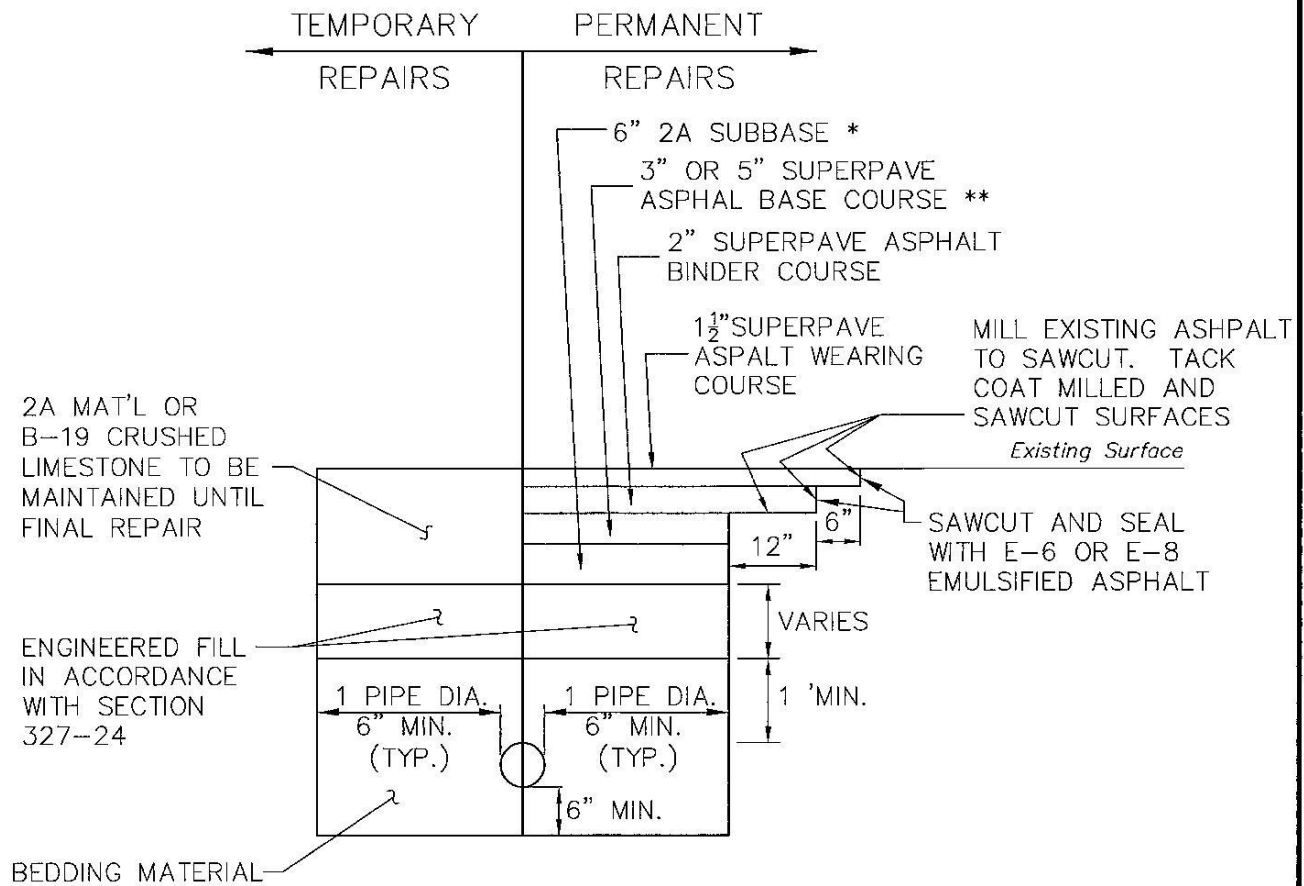 TEMPORARY
REPAIRS
PERMANENT
REPAIRS
6" 2A SUBBASE *
3" OR 5" SUPERPAVE
ASPHAL BASE COURSE **
2" SUPERPAVE ASPHALT
BINDER COURSE
1½"SUPERPAVE
ASPALT WEARING
COURSE
MILL EXISTING ASHPALT
TO SAWCUT. TACK
COAT MILLED AND
SAWCUT SURFACES
Existing Surface
2A MAT'L OR
B-19 CRUSHED
LIMESTONE TO BE
MAINTAINED UNTIL
FINAL REPAIR
6"
12"
SAWCUT AND SEAL
WITH E-6 OR E-8
EMULSIFIED ASPHALT
VARIES
ENGINEERED FILL
IN ACCORDANCE
WITH SECTION
327-24
1 PIPE DIA.
6" MIN.
(TYP.)
1 PIPE DIA.
6" MIN.
(TYP.)
1 'MIN.
6" MIN.
BEDDING MATERIAL